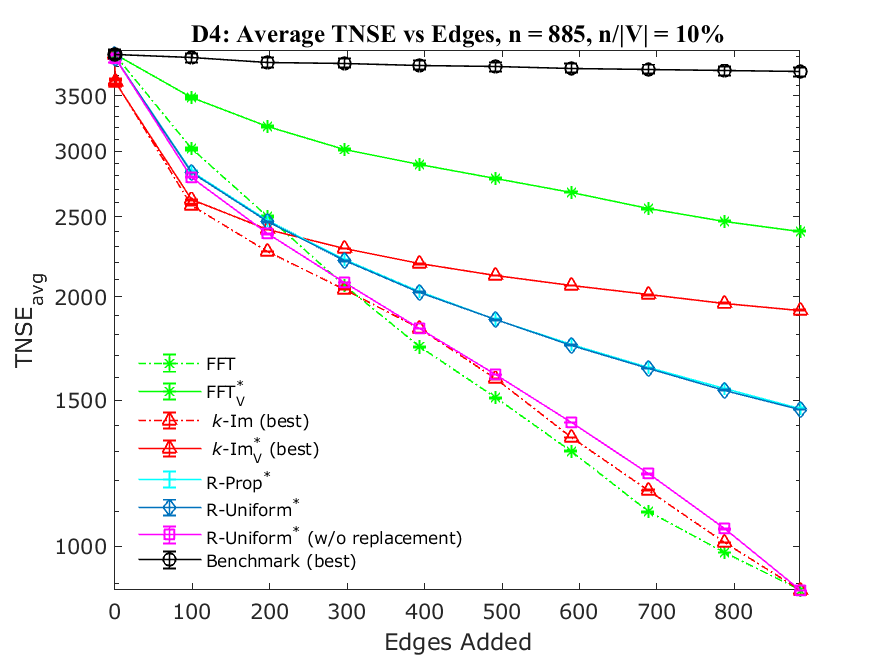 D4: Average TNSE vs Edges, n = 885, n/|V| = 10%
3500
3000
2500
2000
1500
1000
TNSE_avg
FFT
FFT*_V
k-Im (best)
k-Im*_V (best)
R-Prop*
R-Uniform*
R-Uniform* (w/o replacement)
Benchmark (best)
0 100 200 300 400 500 600 700 800
Edges Added